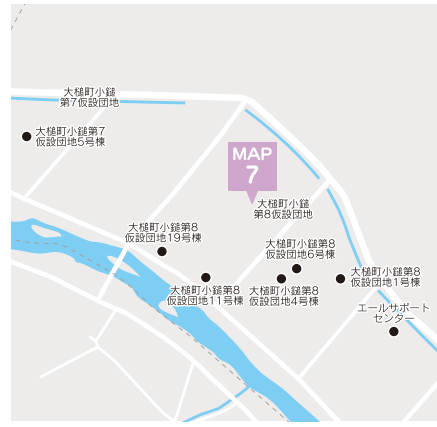 大槌町小鎚
第7仮設団地
大槌町小鎚第7
仮設団地5号棟
MAP
7
大槌町小鎚
第8仮設団地
大槌町小鎚第8
仮設団地19号棟
大槌町小鎚第8
仮設団地6号棟
大槌町小鎚第8
仮設団地11号棟
大槌町小鎚第8
仮設団地4号棟
大槌町小鎚第8
仮設団地1号棟
エールサポート
センター